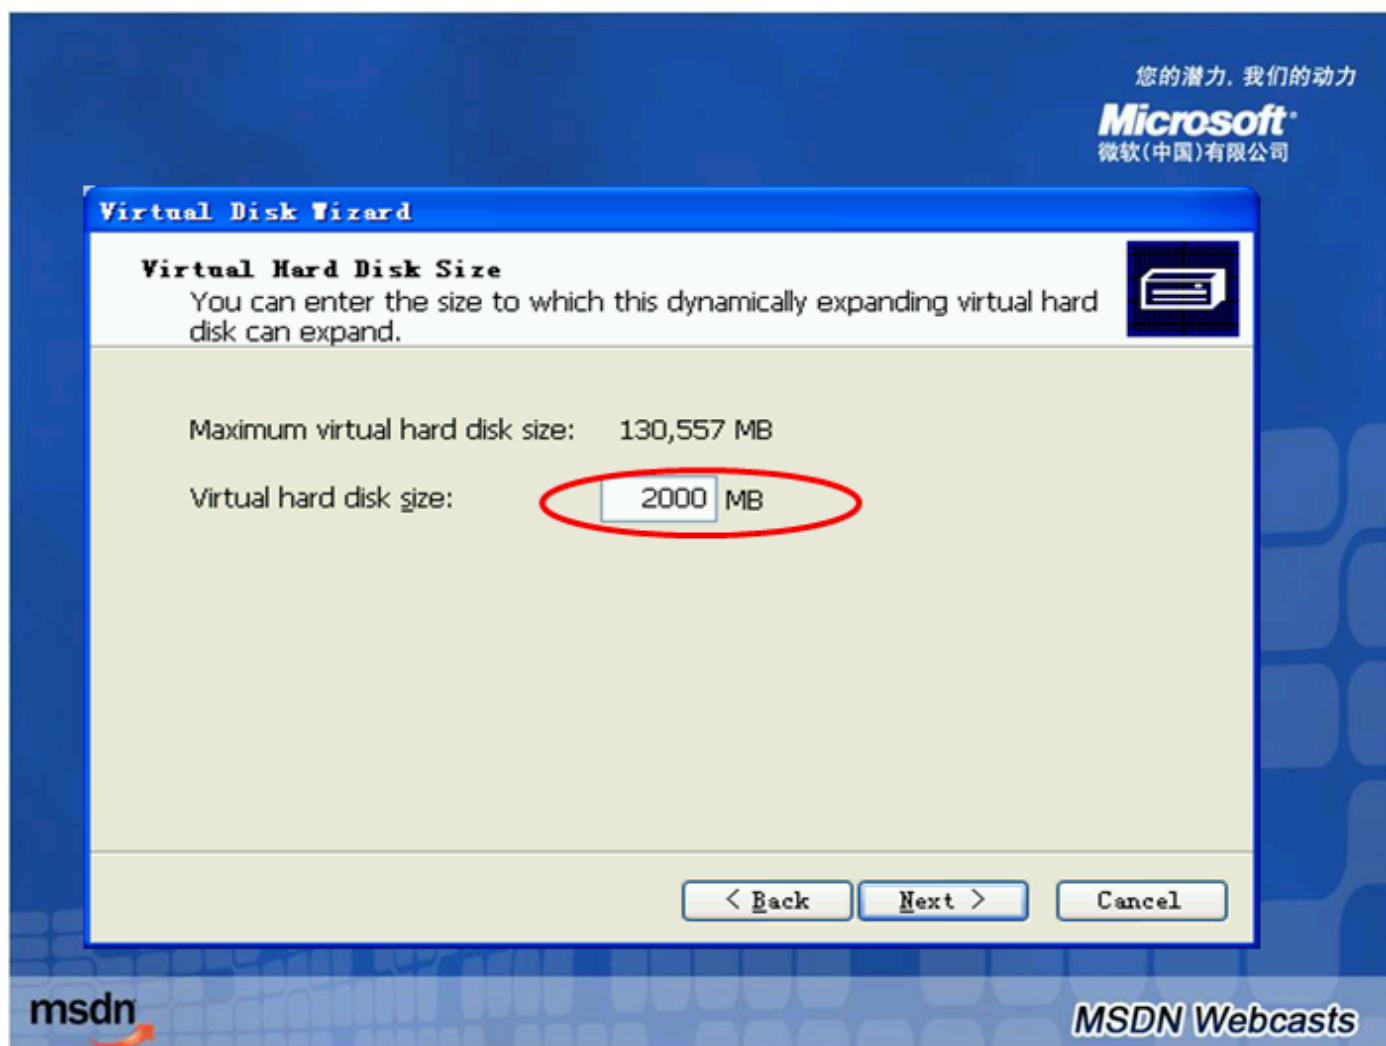 您的潜力, 我们的动力
Microsoft
微软(中国)有限公司
Virtual Disk Wizard
Virtual Hard Disk Size
You can enter the size to which this dynamically expanding virtual hard
disk can expand.
Maximum virtual hard disk size: 130,557 MB
Virtual hard disk size: 2000 MB
< Back Next > Cancel
msdn
MSDN Webcasts